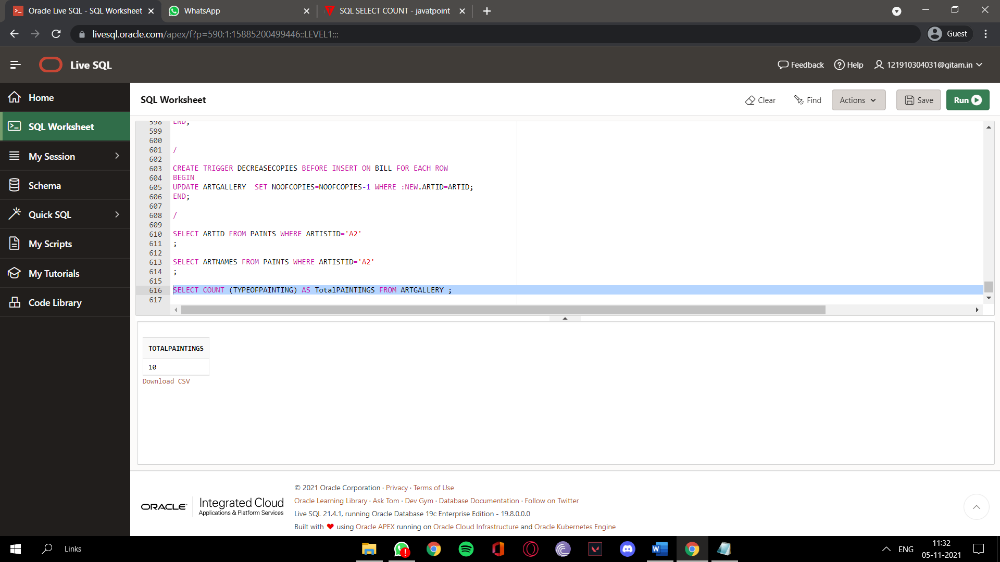 Oracle Live SQL - SQL Worksheet
WhatsApp
SQL SELECT COUNT - javatpoint
livesql.oracle.com/apex/f?p=590:1:15885200499446::LEVEL1:::
Guest
Live SQL
Feedback
Help
121910304031@gitam.in
Home
SQL Worksheet
My Session
Schema
Quick SQL
My Scripts
My Tutorials
Code Library
SQL Worksheet
Clear
Find
Actions
Save
Run
598 END;
599
600
601 /
602
603 CREATE TRIGGER DECREASECOPIES BEFORE INSERT ON BILL FOR EACH ROW
604 BEGIN
605 UPDATE ARTGALLERY  SET NOOFCOPIES=NOOFCOPIES-1 WHERE :NEW.ARTID=ARTID;
606 END;
607
608 /
609
610 SELECT ARTID FROM PAINTS WHERE ARTISTID='A2'
611 ;
612
613 SELECT ARTNAMES FROM PAINTS WHERE ARTISTID='A2'
614 ;
615
616 SELECT COUNT (TYPEOFPAINTING) AS TotalPAINTINGS FROM ARTGALLERY ;
617
TOTALPAINTINGS
10
Download CSV
ORACLE
Integrated Cloud
Applications & Platform Services
© 2021 Oracle Corporation · Privacy · Terms of Use
Oracle Learning Library · Ask Tom · Dev Gym · Database Documentation · Follow on Twitter
Live SQL 21.4.1, running Oracle Database 19c Enterprise Edition - 19.8.0.0.0
Built with ❤ using Oracle APEX running on Oracle Cloud Infrastructure and Oracle Kubernetes Engine
Links
ENG
11:32
05-11-2021